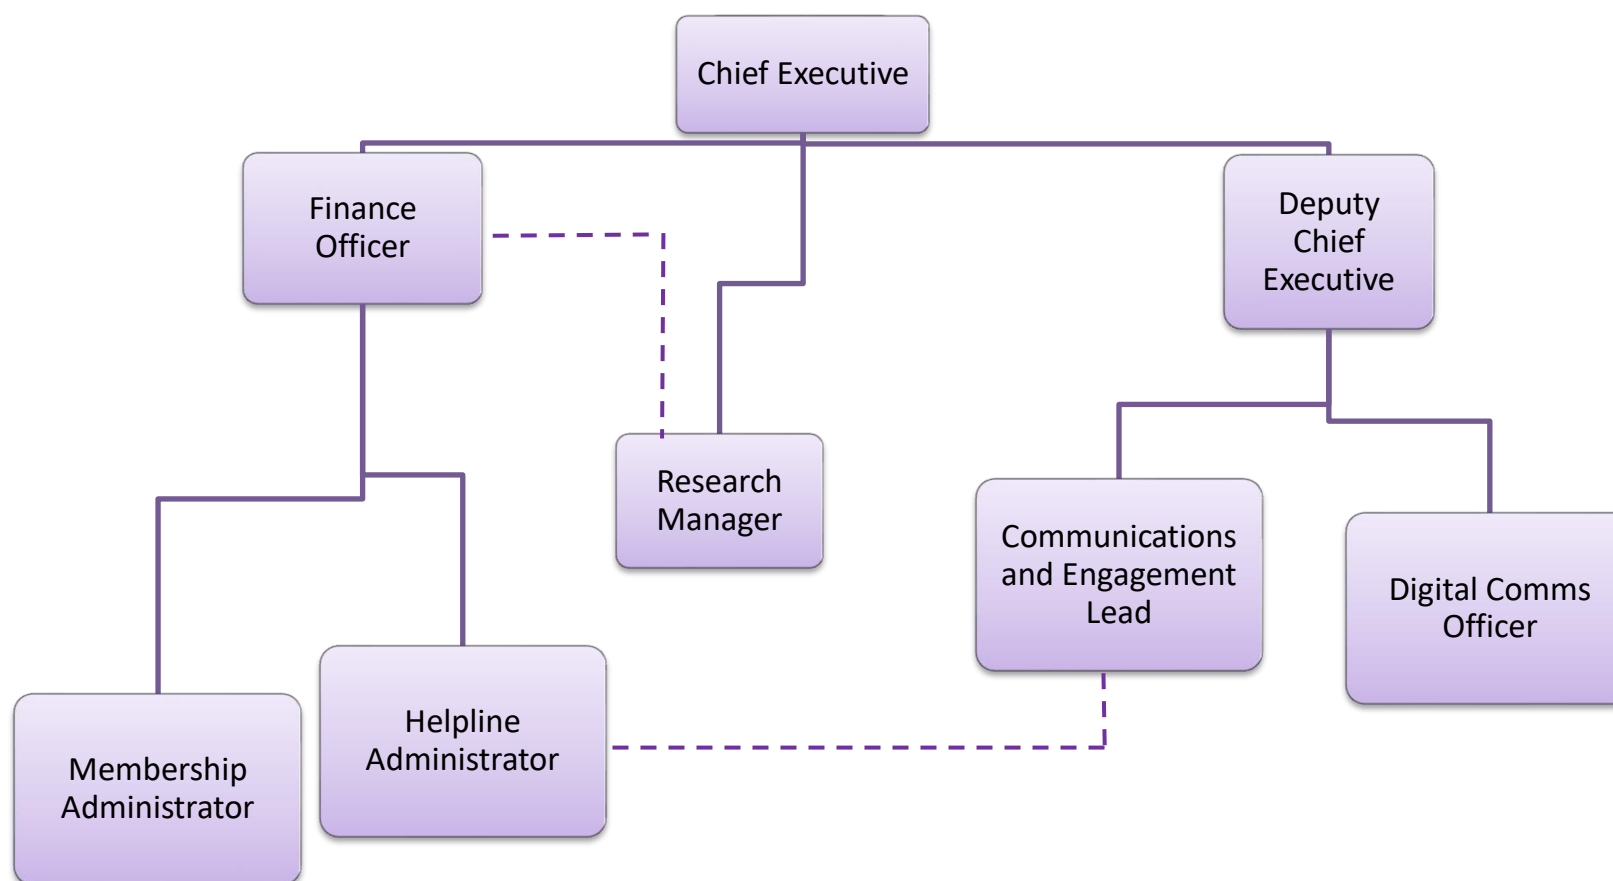 Chief Executive
Finance
Officer
Deputy
Chief
Executive
Research
Manager
Communications
and Engagement
Lead
Digital Comms
Officer
Helpline
Administrator
Membership
Administrator